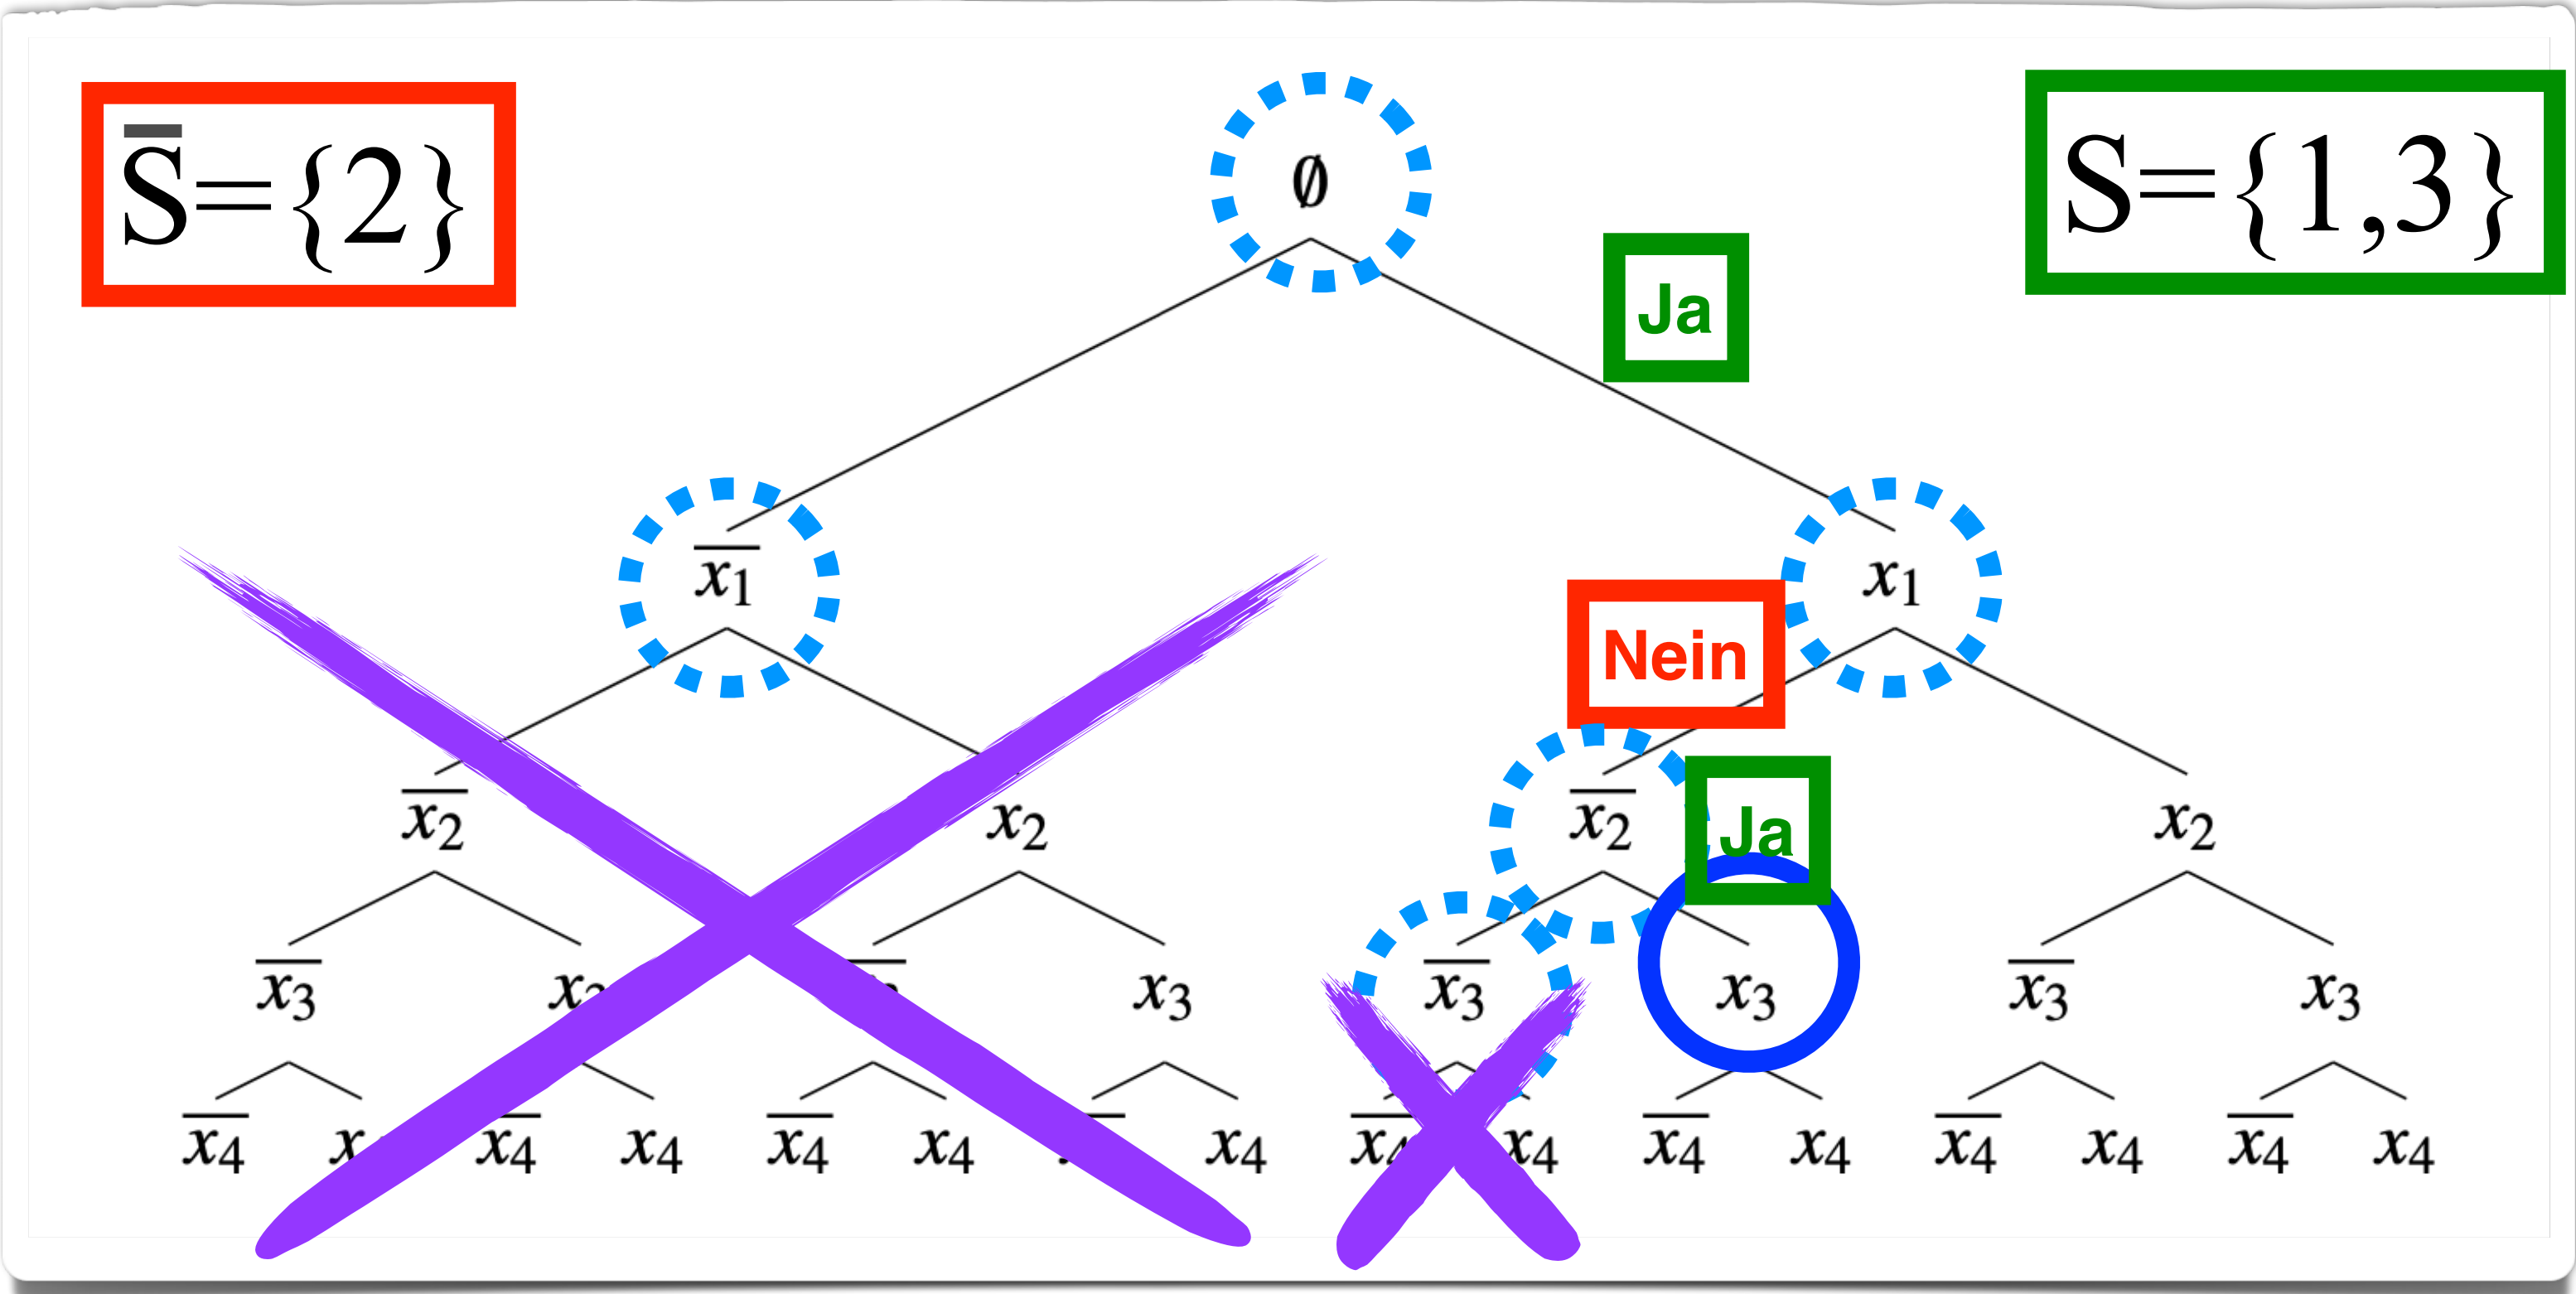 S̅={2}
∅
S={1,3}
Ja
x̅₁
x₁
Nein
x̅₂
x₂
x̅₂
Ja
x₂
x̅₃
x₃
x̅₃
x₃
x̅₃
x₃
x̅₄
x̅₄
x₄
x̅₄
x₄
x₄
x̅₄
x₄
x̅₄
x₄
x̅₄
x₄
x̅₄
x₄